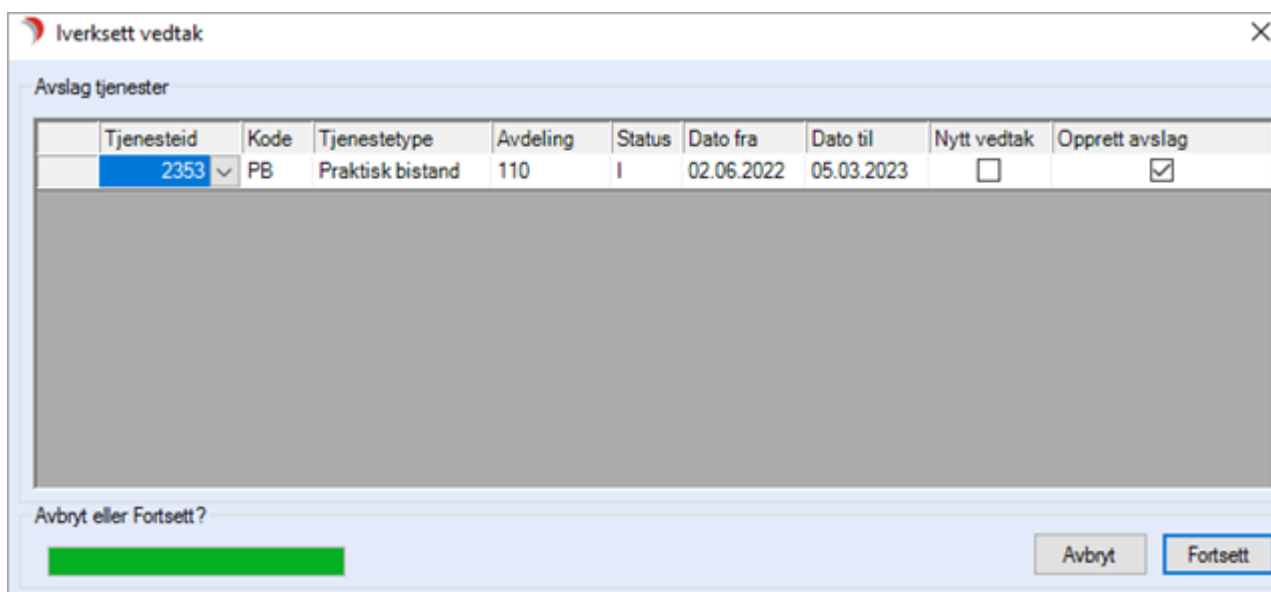 Iverksett vedtak
Avslag tjenester
Tjenesteid Kode Tjenestetype Avdeling Status Dato fra Dato til Nytt vedtak Opprett avslag
2353 PB Praktisk bistand 110 I 02.06.2022 05.03.2023
Avbryt eller Fortsett?
Avbryt Fortsett